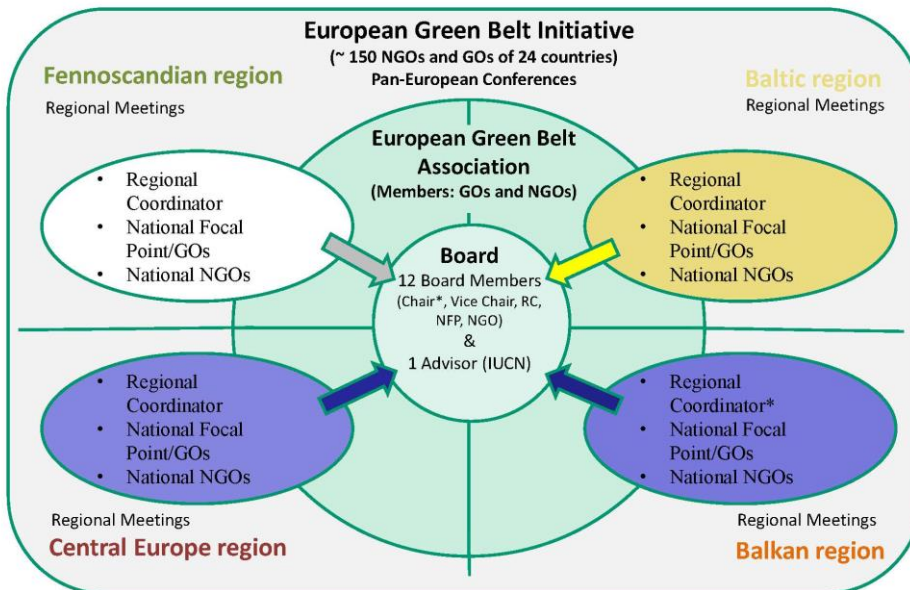 European Green Belt Initiative
(~ 150 NGOs and GOs of 24 countries)
Pan-European Conferences
Fennoscandian region
Regional Meetings
Baltic region
Regional Meetings
European Green Belt
Association
(Members: GOs and NGOs)
• Regional
Coordinator
• National Focal
Point/GOs
• National NGOs
• Regional
Coordinator
• National Focal
Point/GOs
• National NGOs
Board
12 Board Members
(Chair*, Vice Chair, RC,
NFP, NGO)
&
1 Advisor (IUCN)
• Regional
Coordinator
• National Focal
Point/GOs
• National NGOs
• Regional
Coordinator*
• National Focal
Point/GOs
• National NGOs
Regional Meetings
Central Europe region
Regional Meetings
Balkan region